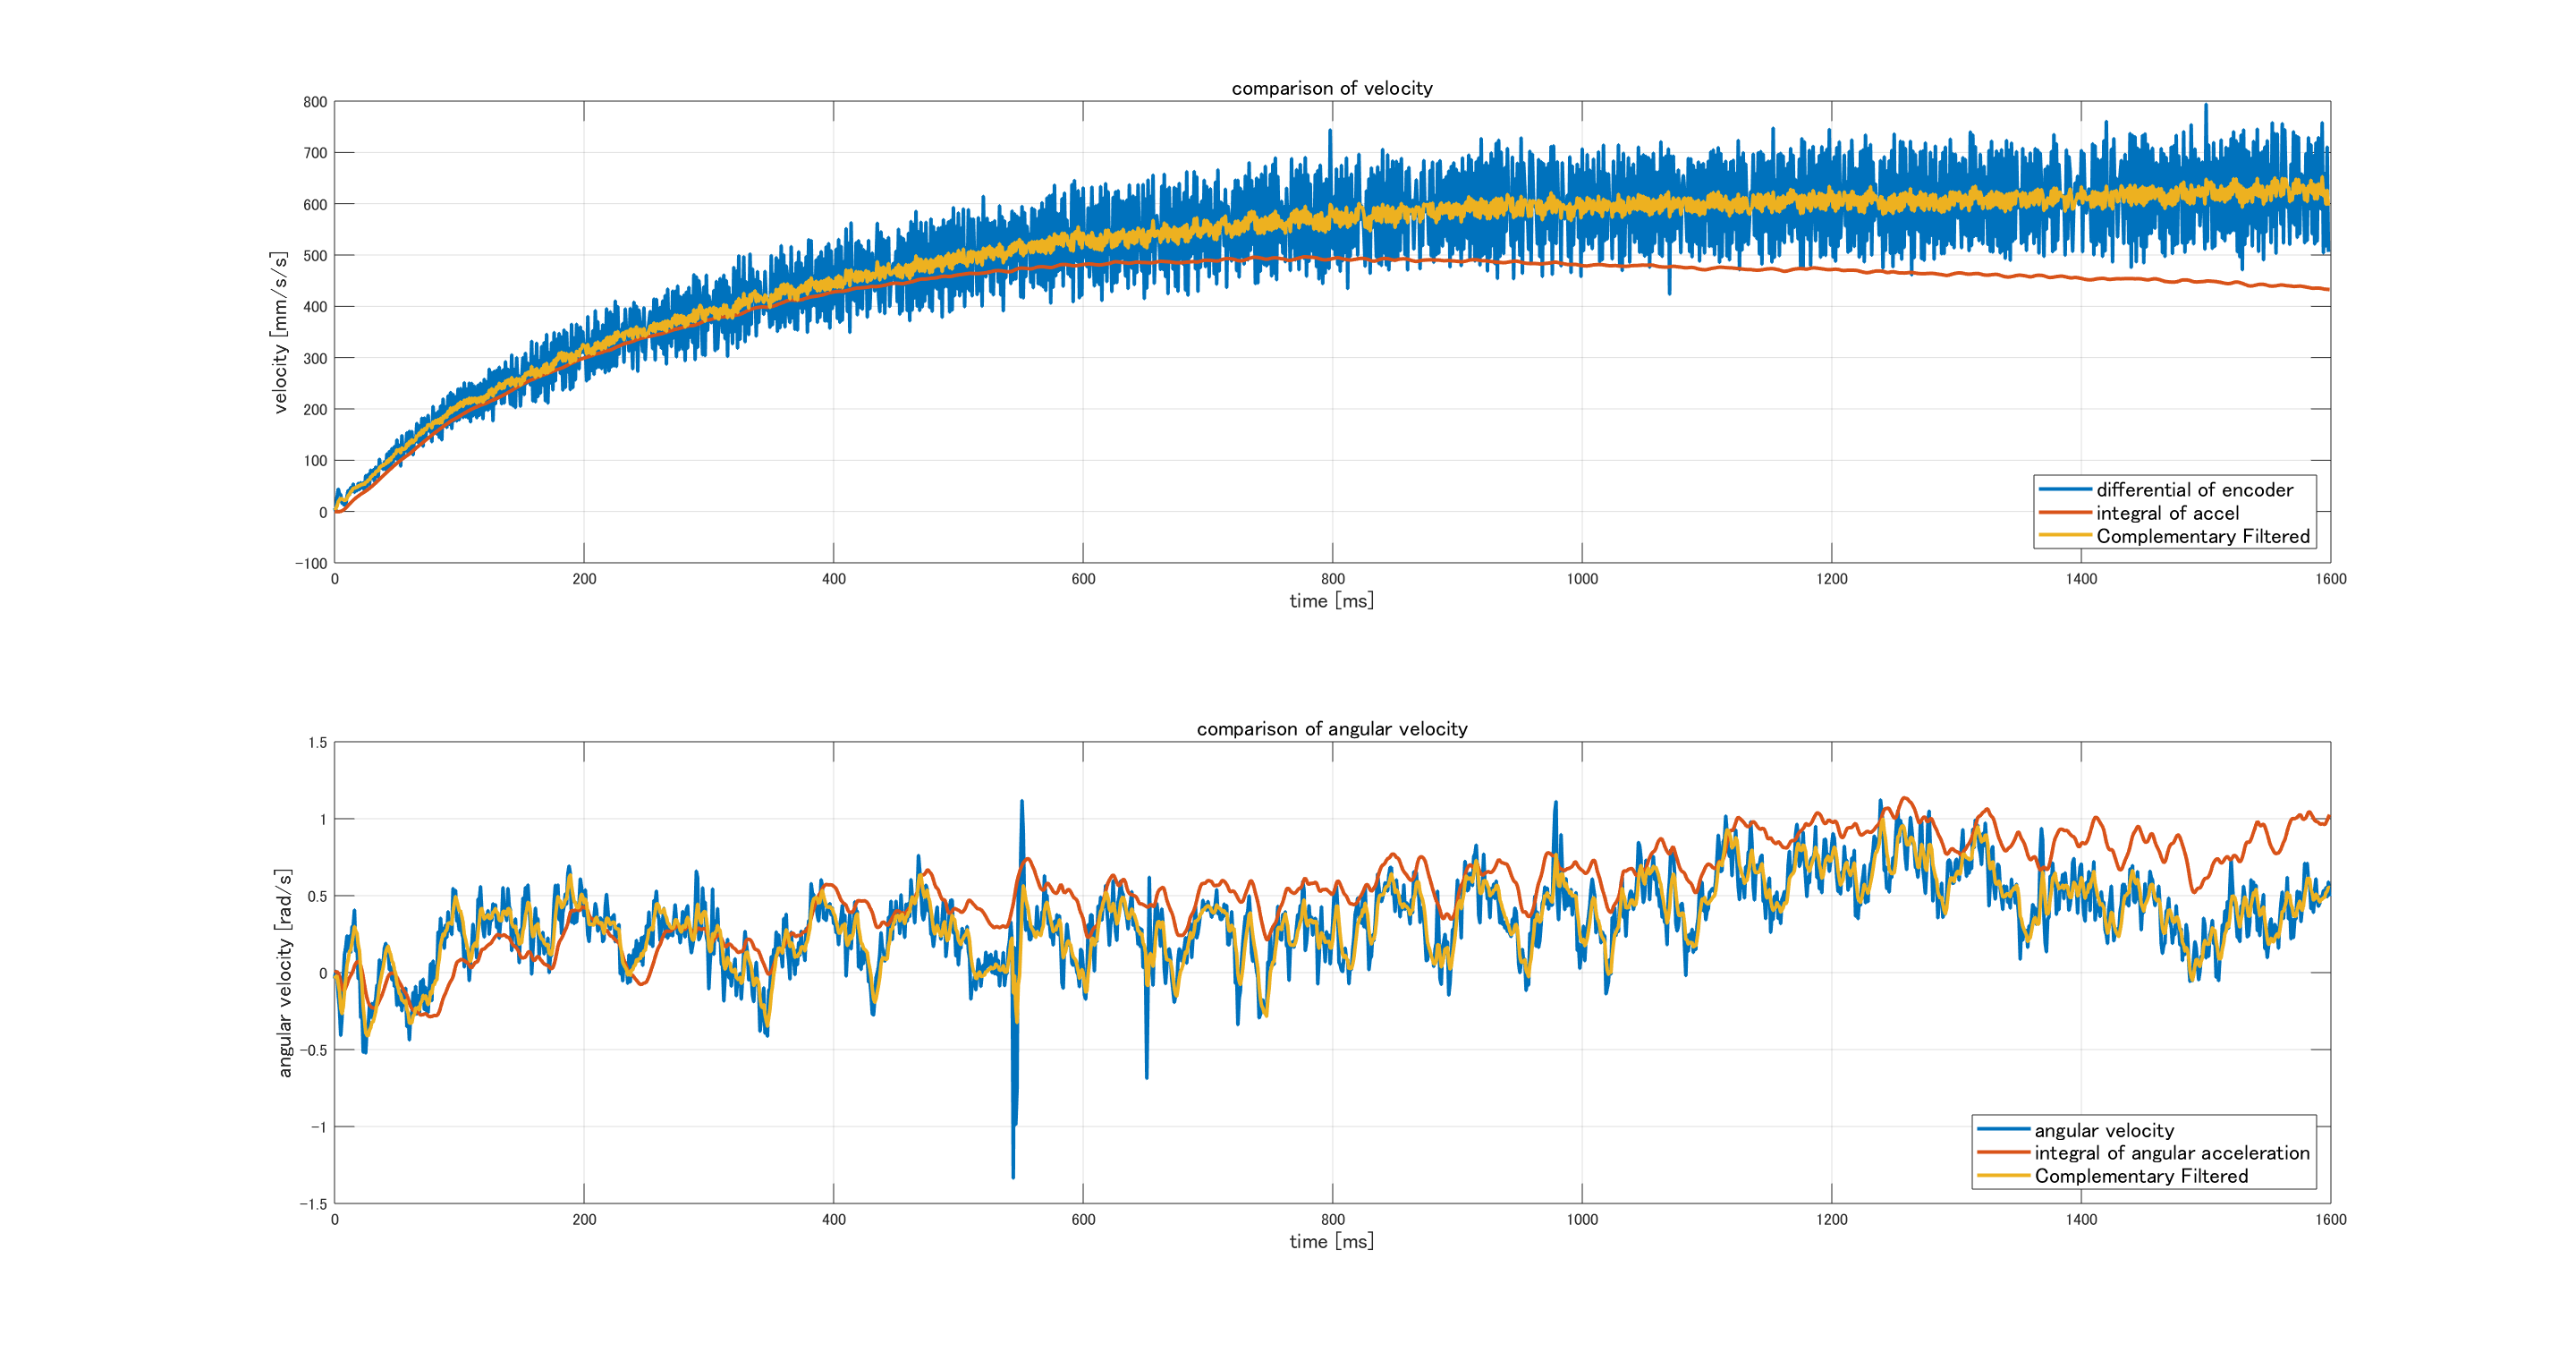 comparison of velocity
800
700
600
500
400
300
200
100
0
-100
velocity [mm/s/s]
0 200 400 600 800 1000 1200 1400 1600
time [ms]
differential of encoder
integral of accel
Complementary Filtered
comparison of angular velocity
1.5
1
0.5
0
-0.5
-1
-1.5
angular velocity [rad/s]
0 200 400 600 800 1000 1200 1400 1600
time [ms]
angular velocity
integral of angular acceleration
Complementary Filtered